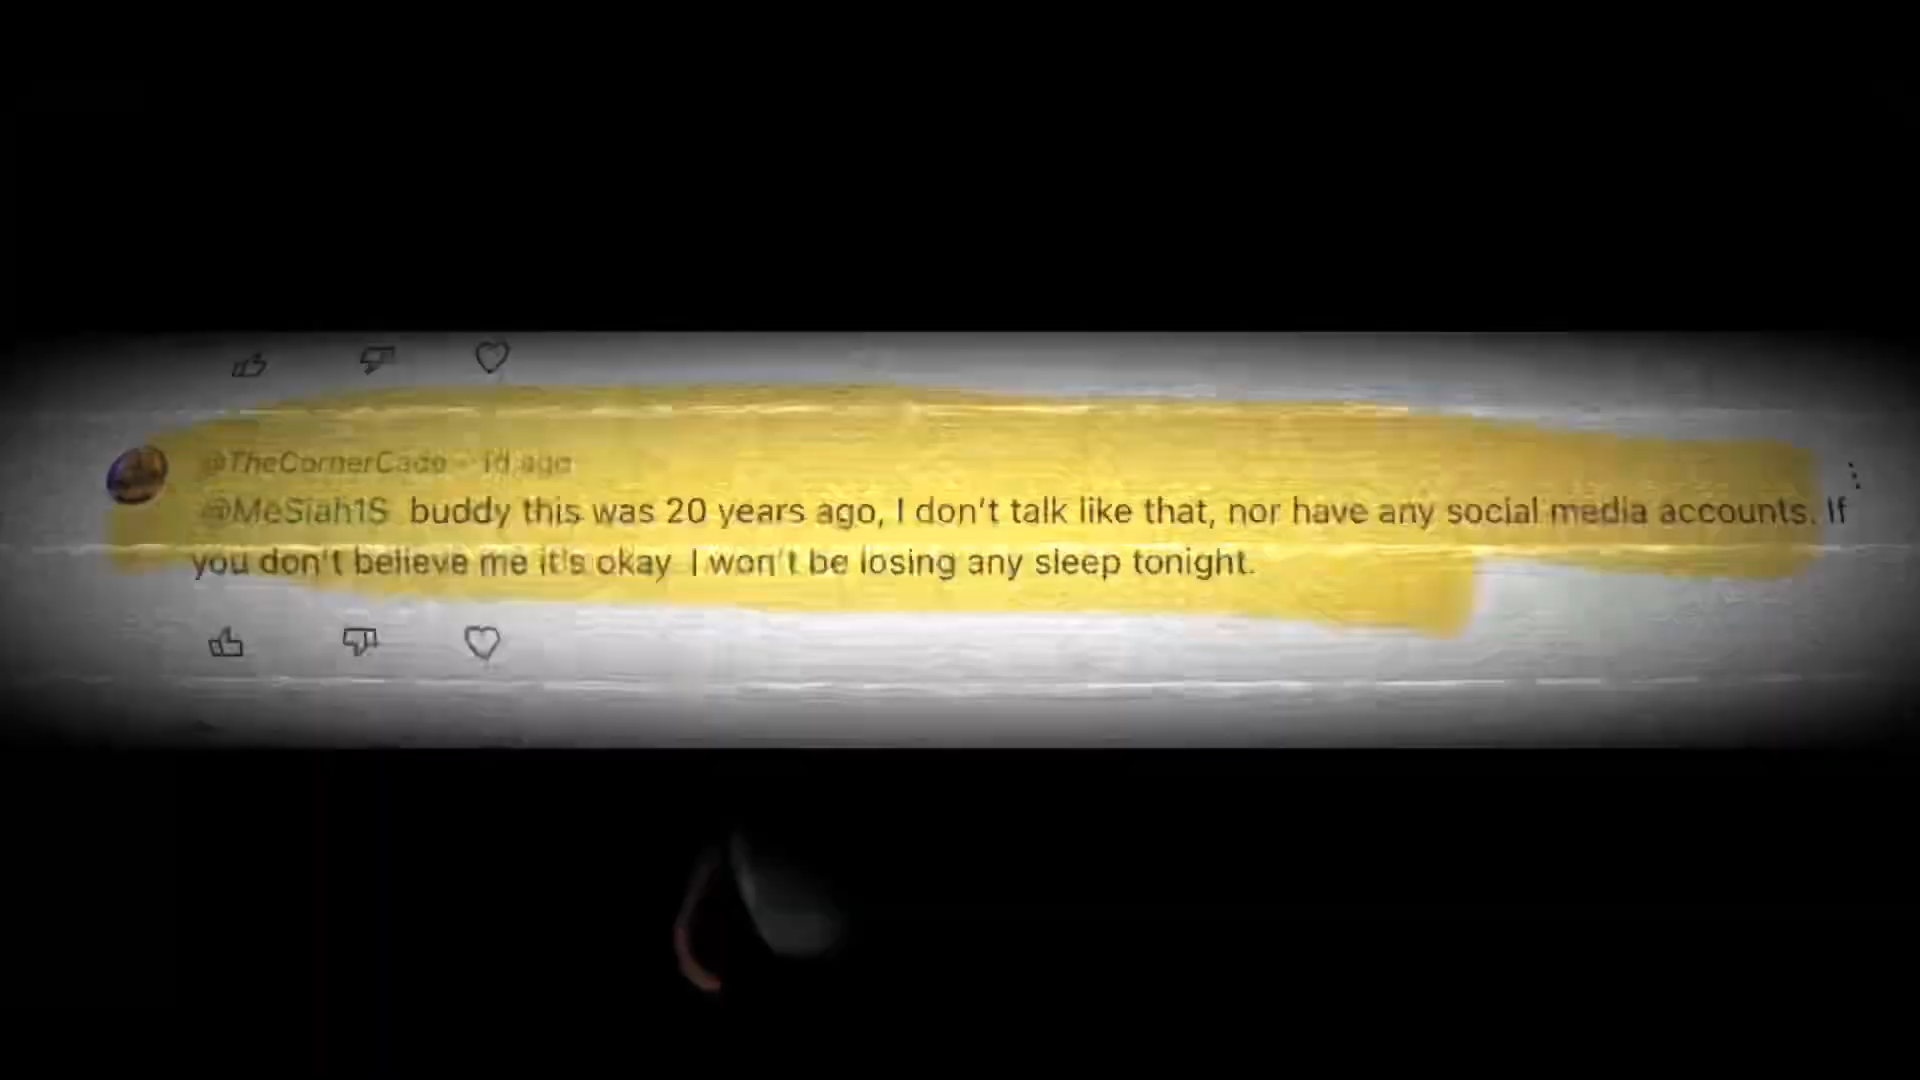 @TheCornerCade - 1d ago
@MeSiah1S buddy this was 20 years ago, I don't talk like that, nor have any social media accounts. If
you don't believe me it's okay I won't be losing any sleep tonight.